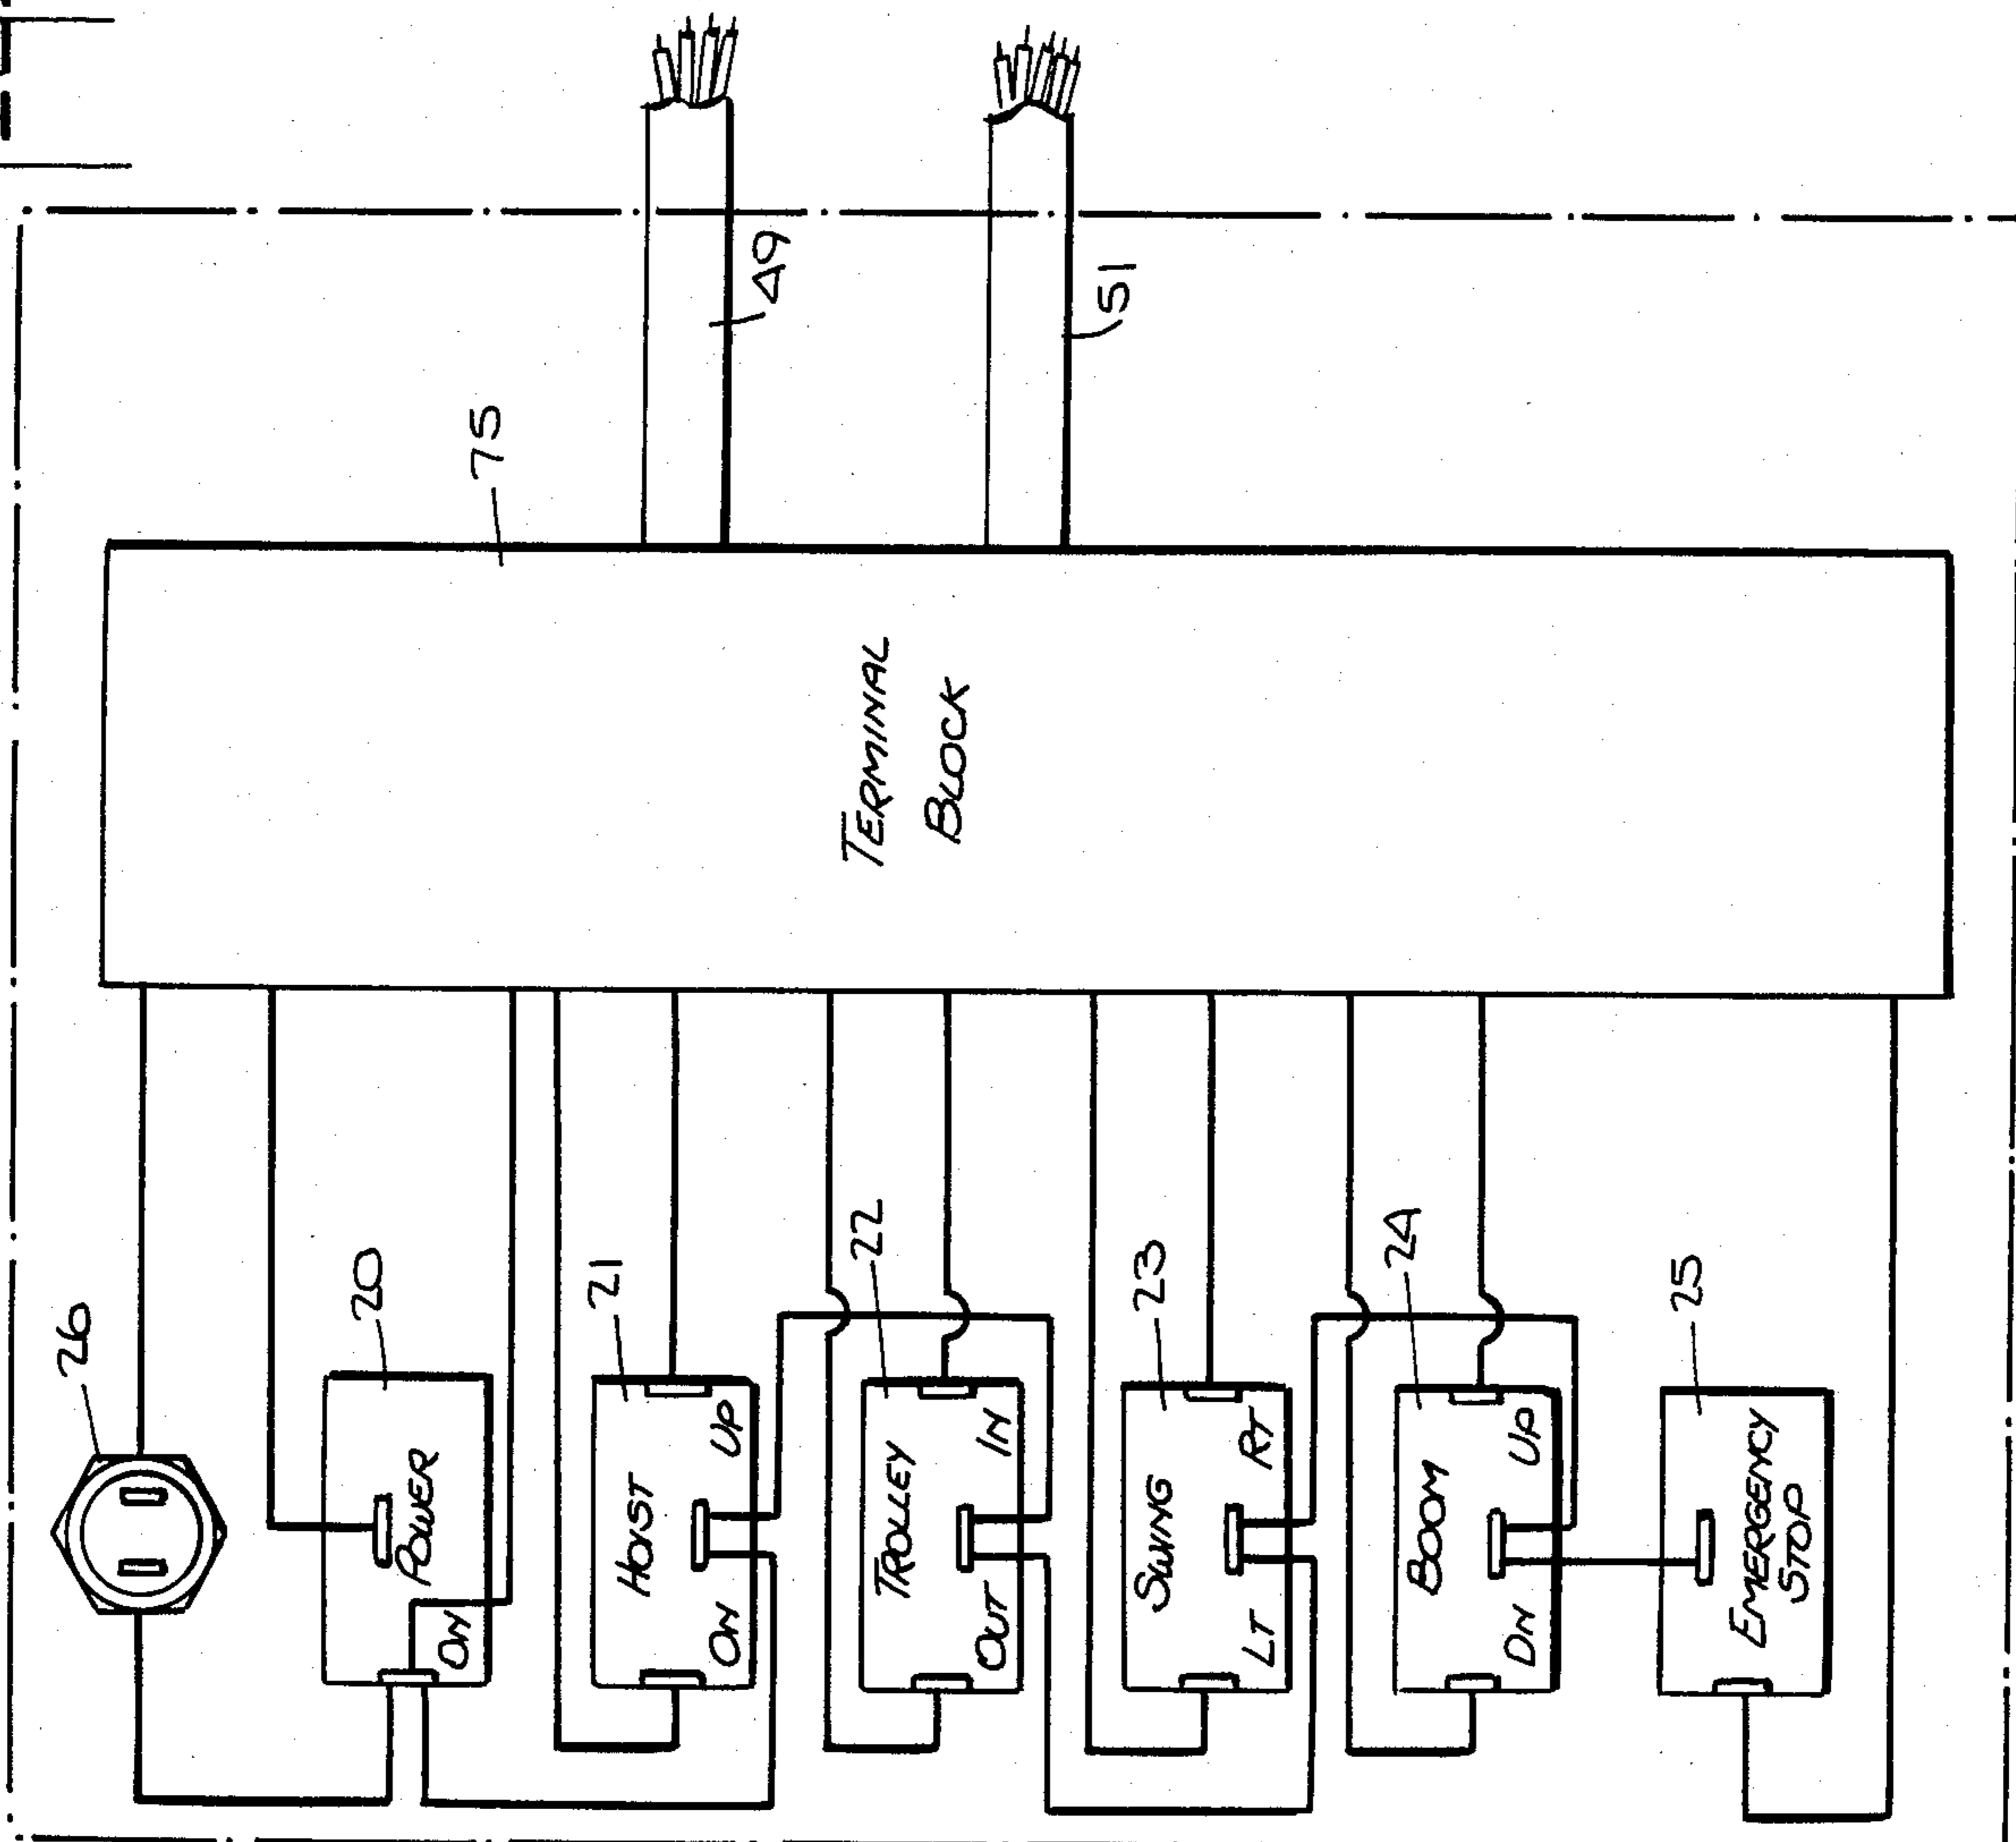 26
20
POWER
ON
21
HOIST
ON UP
22
TROLLEY
OUT IN
23
SWING
LT RT
24
BOOM
DN UP
25
EMERGENCY
STOP
75
TERMINAL
BLOCK
49
51